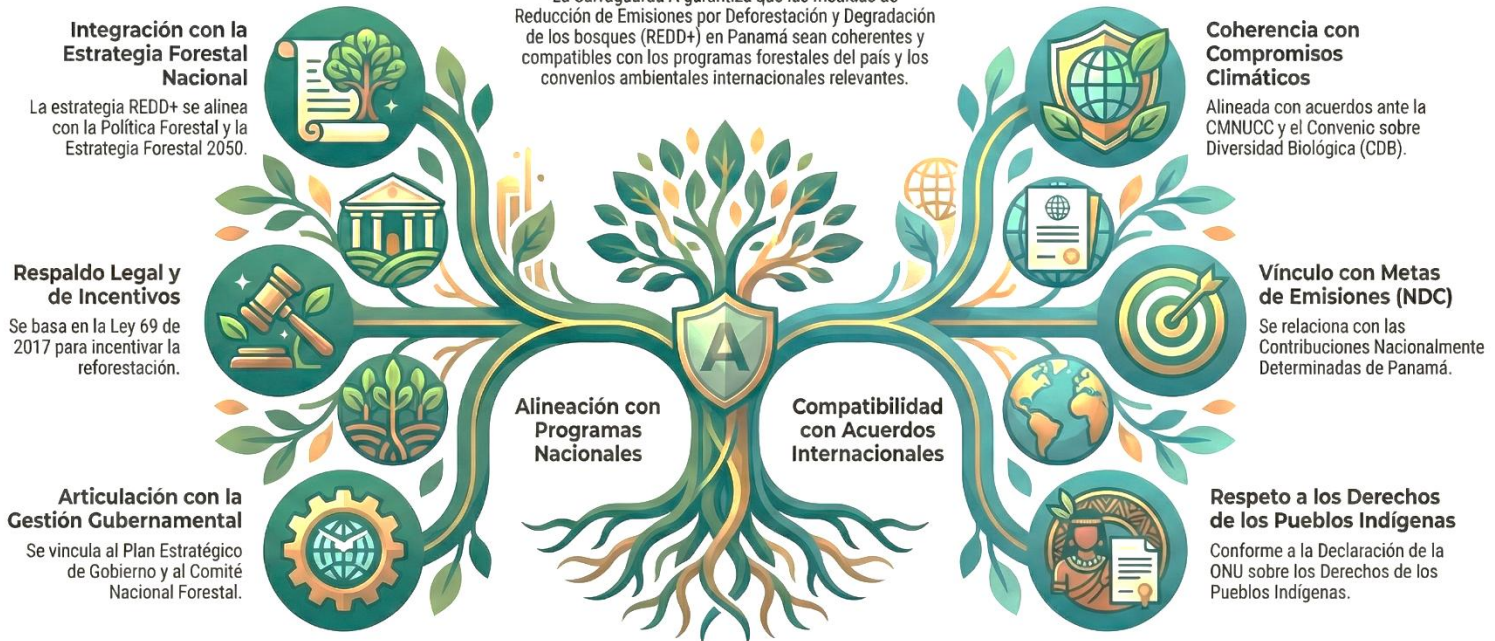 Reducción de Emisiones por Deforestación y Degradación
de los bosques (REDD+) en Panamá sean coherentes y
compatibles con los programas forestales del país y los
convenios ambientales internacionales relevantes.
Integración con la
Estrategia Forestal
Nacional
La estrategia REDD+ se alinea
con la Política Forestal y la
Estrategia Forestal 2050.
Respaldo Legal y
de Incentivos
Se basa en la Ley 69 de
2017 para incentivar la
reforestación.
Articulación con la
Gestión Gubernamental
Se vincula al Plan Estratégico
de Gobierno y al Comité
Nacional Forestal.
A
Alineación con
Programas
Nacionales
Compatibilidad
con Acuerdos
Internacionales
Coherencia con
Compromisos
Climáticos
Alineada con acuerdos ante la
CMNUCC y el Convenio sobre
Diversidad Biológica (CDB).
Vínculo con Metas
de Emisiones (NDC)
Se relaciona con las
Contribuciones Nacionalmente
Determinadas de Panamá.
Respeto a los Derechos
de los Pueblos Indígenas
Conforme a la Declaración de la
ONU sobre los Derechos de los
Pueblos Indígenas.